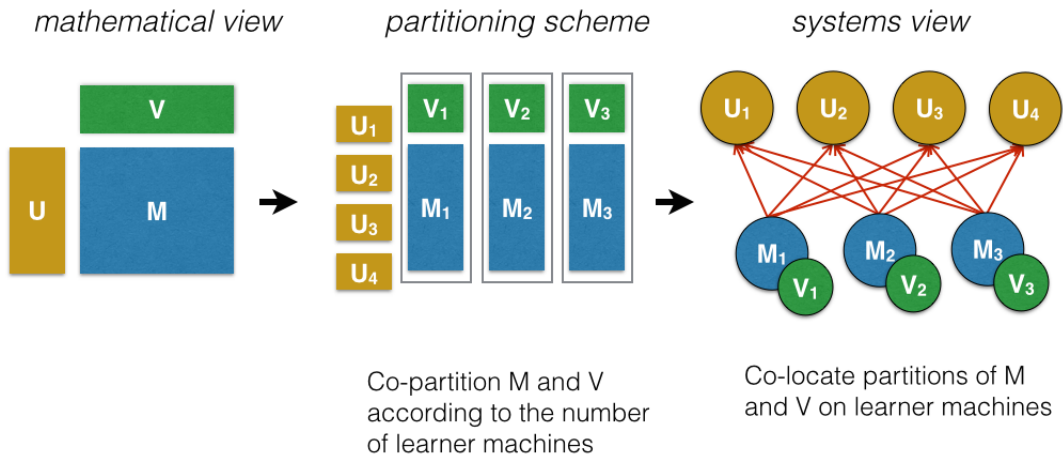 mathematical view
partitioning scheme
systems view
V
U
M
V1
V2
V3
U1
U2
U3
U4
M1
M2
M3
U1
U2
U3
U4
M1
M2
M3
V1
V2
V3
Co-partition M and V
according to the number
of learner machines
Co-locate partitions of M
and V on learner machines